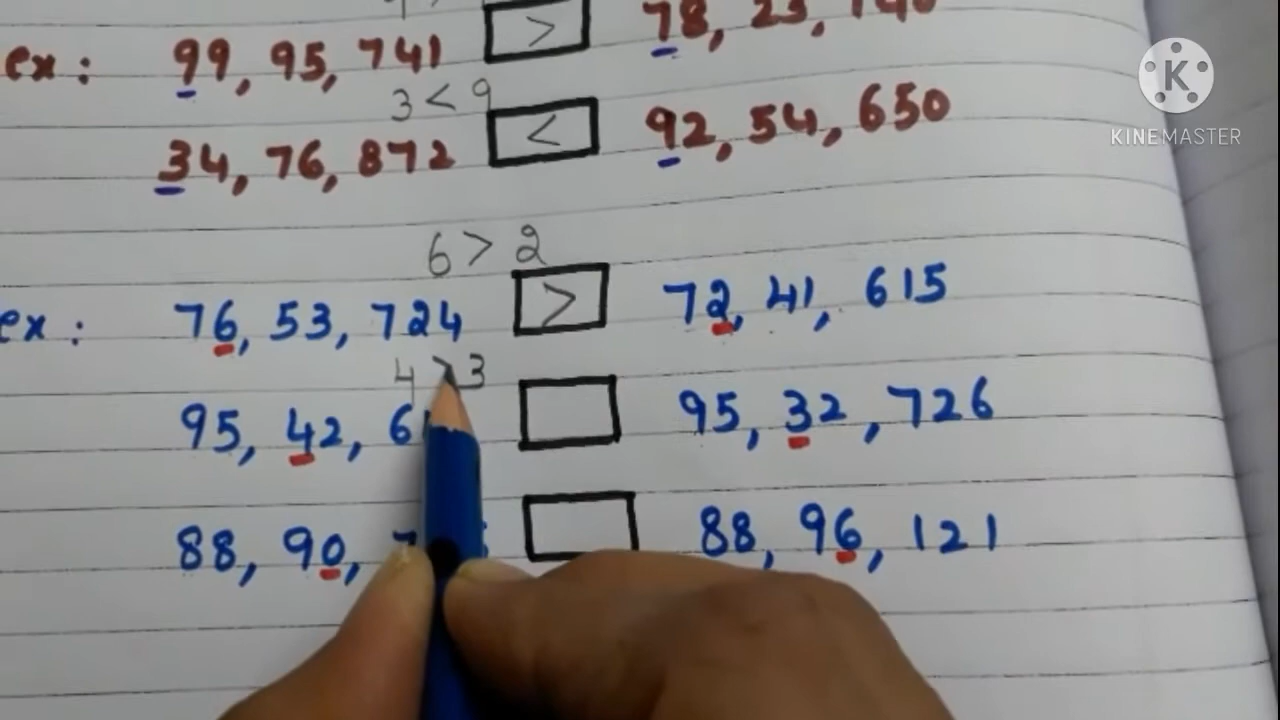 ex: 99, 95, 741 > 78, 23, 140
3 < 9
34, 76, 872 < 92, 54, 650
6 > 2
ex: 76, 53, 724 > 72, 41, 615
4 > 3
95, 42, 95, 32, 726
88, 90, 88, 96, 121
K
KINEMASTER